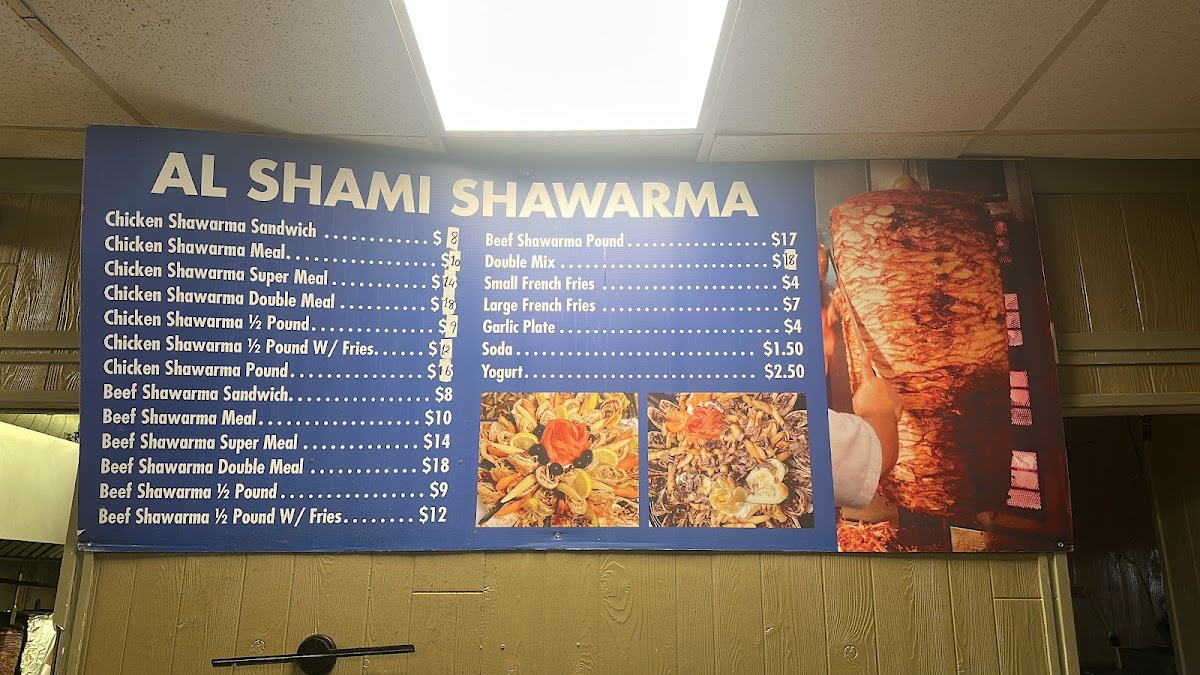 AL SHAMI SHAWARMA
Chicken Shawarma Sandwich ............ $ 8
Chicken Shawarma Meal.................. $10
Chicken Shawarma Super Meal ........... $14
Chicken Shawarma Double Meal .......... $18
Chicken Shawarma ½ Pound.............. $ 9
Chicken Shawarma ½ Pound W/ Fries...... $12
Chicken Shawarma Pound................ $16
Beef Shawarma Sandwich................. $8
Beef Shawarma Meal.................... $10
Beef Shawarma Super Meal .............. $14
Beef Shawarma Double Meal ............. $18
Beef Shawarma ½ Pound................. $9
Beef Shawarma ½ Pound W/ Fries........ $12
Beef Shawarma Pound................ $17
Double Mix ........................ $18
Small French Fries .................... $4
Large French Fries .................... $7
Garlic Plate ......................... $4
Soda............................. $1.50
Yogurt........................... $2.50